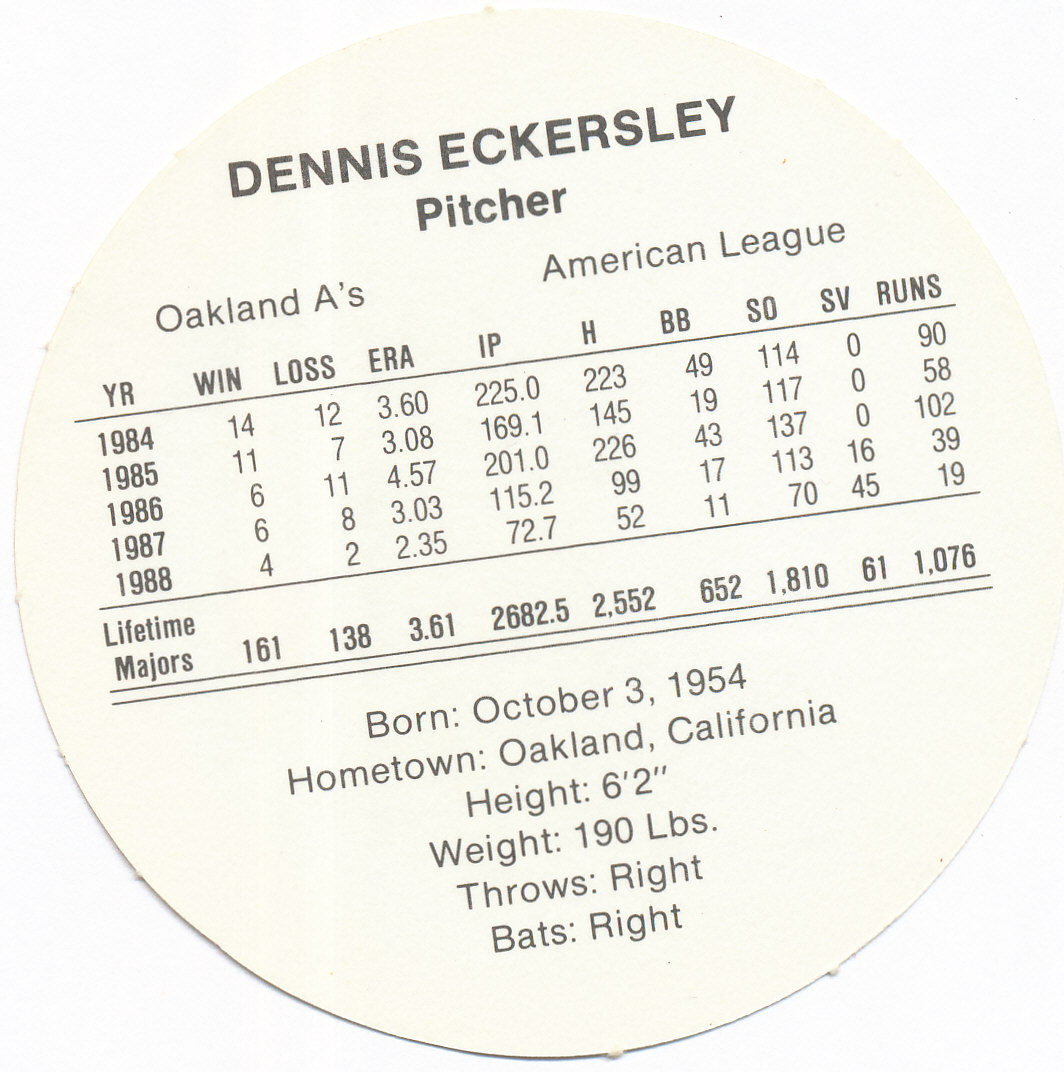 DENNIS ECKERSLEY
Pitcher
Oakland A's American League
YR WIN LOSS ERA IP H BB SO SV RUNS
1984 14 12 3.60 225.0 223 49 114 0 90
1985 11 7 3.08 169.1 145 19 117 0 58
1986 6 11 4.57 201.0 226 43 137 0 102
1987 6 8 3.03 115.2 99 17 113 16 39
1988 4 2 2.35 72.7 52 11 70 45 19
Lifetime
Majors 161 138 3.61 2682.5 2,552 652 1,810 61 1,076
Born: October 3, 1954
Hometown: Oakland, California
Height: 6'2"
Weight: 190 Lbs.
Throws: Right
Bats: Right